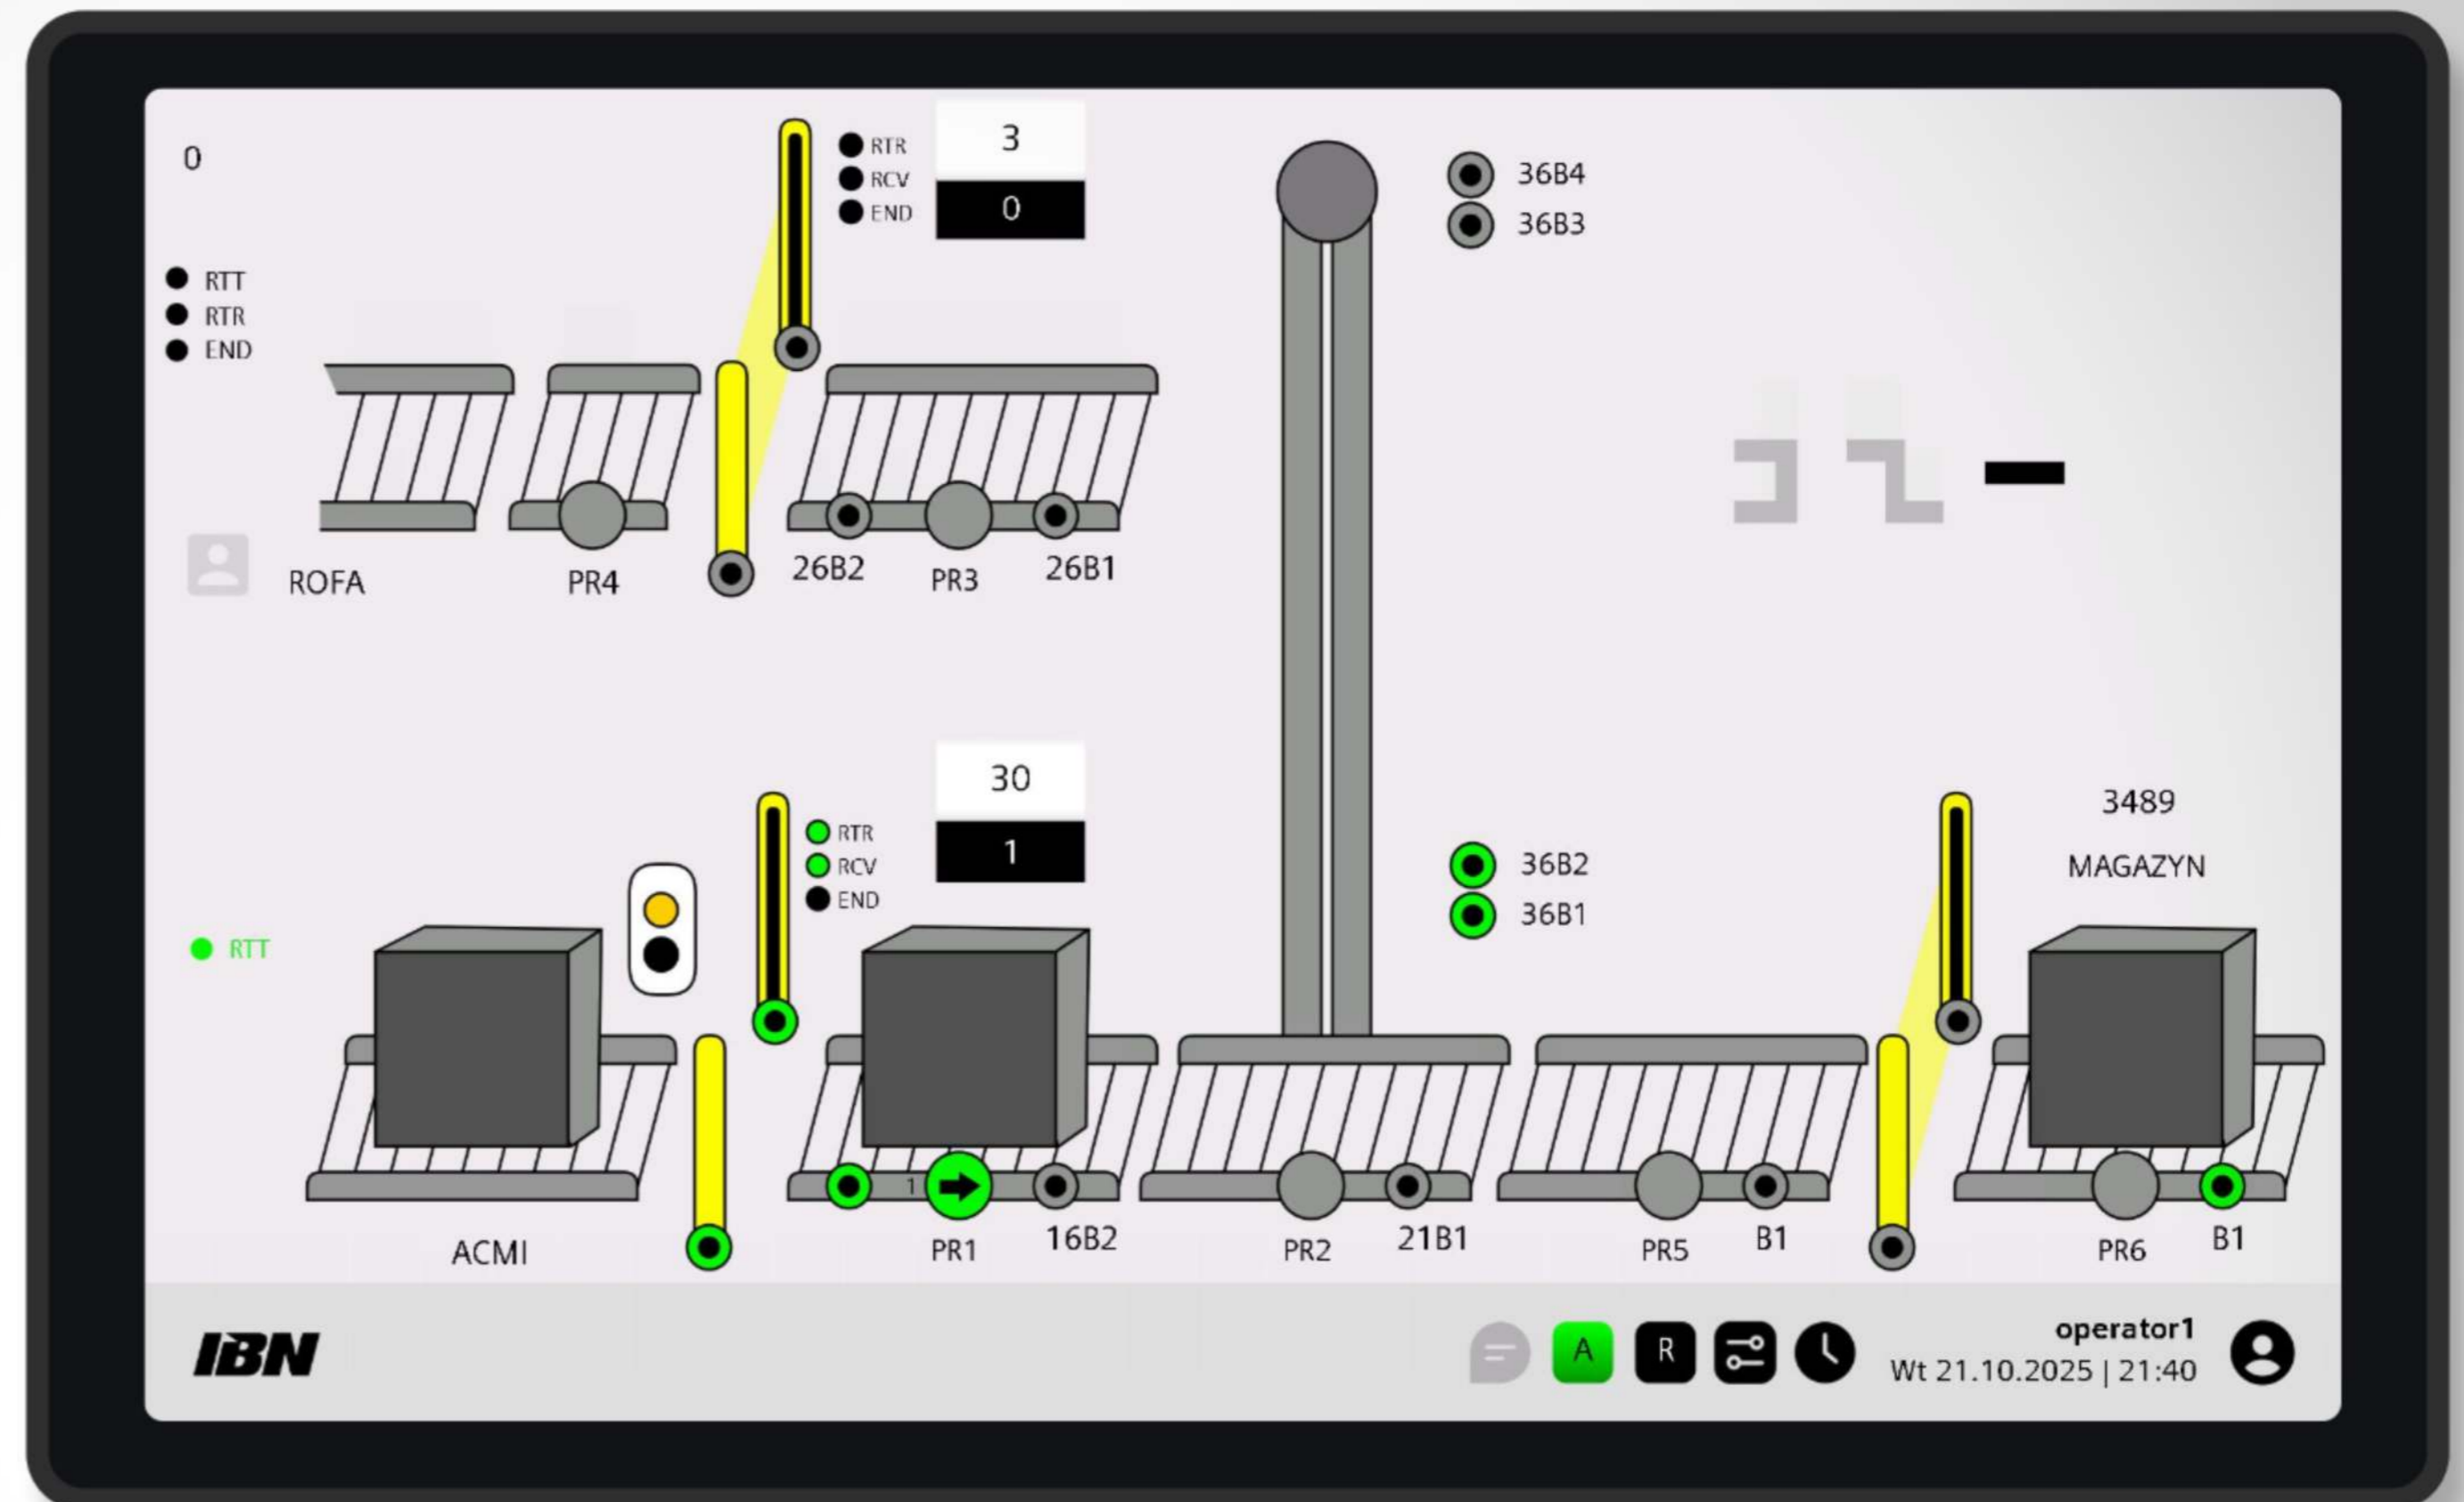 0
RTR
RCV
END
3
0
36B4
36B3
RTT
RTR
END
ROFA
PR4
26B2
PR3
26B1
30
1
RTR
RCV
END
36B2
36B1
3489
MAGAZYN
RTT
1
ACMI
PR1
16B2
PR2
21B1
PR5
B1
PR6
B1
IBN
A
R
operator1
Wt 21.10.2025 | 21:40